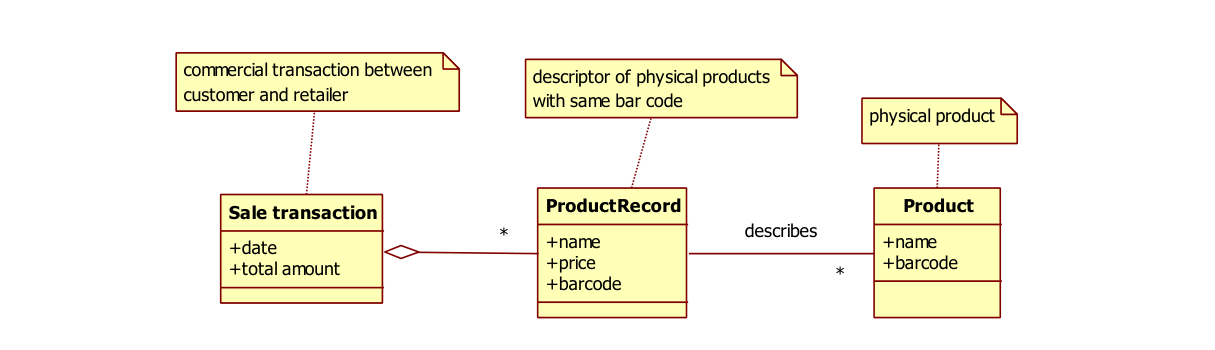 commercial transaction between
customer and retailer
descriptor of physical products
with same bar code
physical product
Sale transaction
+date
+total amount
*
ProductRecord
+name
+price
+barcode
describes
*
Product
+name
+barcode